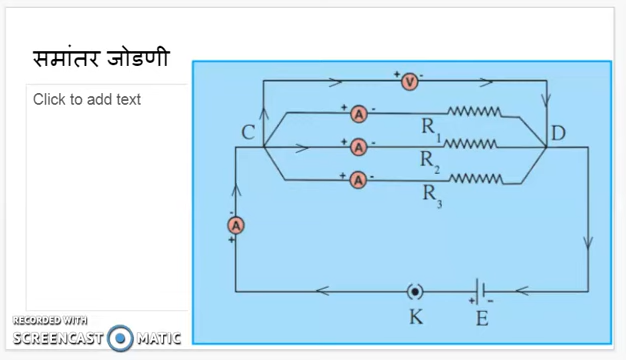 समांतर जोडणी
Click to add text
+ V -
+ A -
R1
C
D
+ A -
R2
+ A -
R3
-
A
+
+ -
K
E
RECORDED WITH
SCREENCAST MATIC